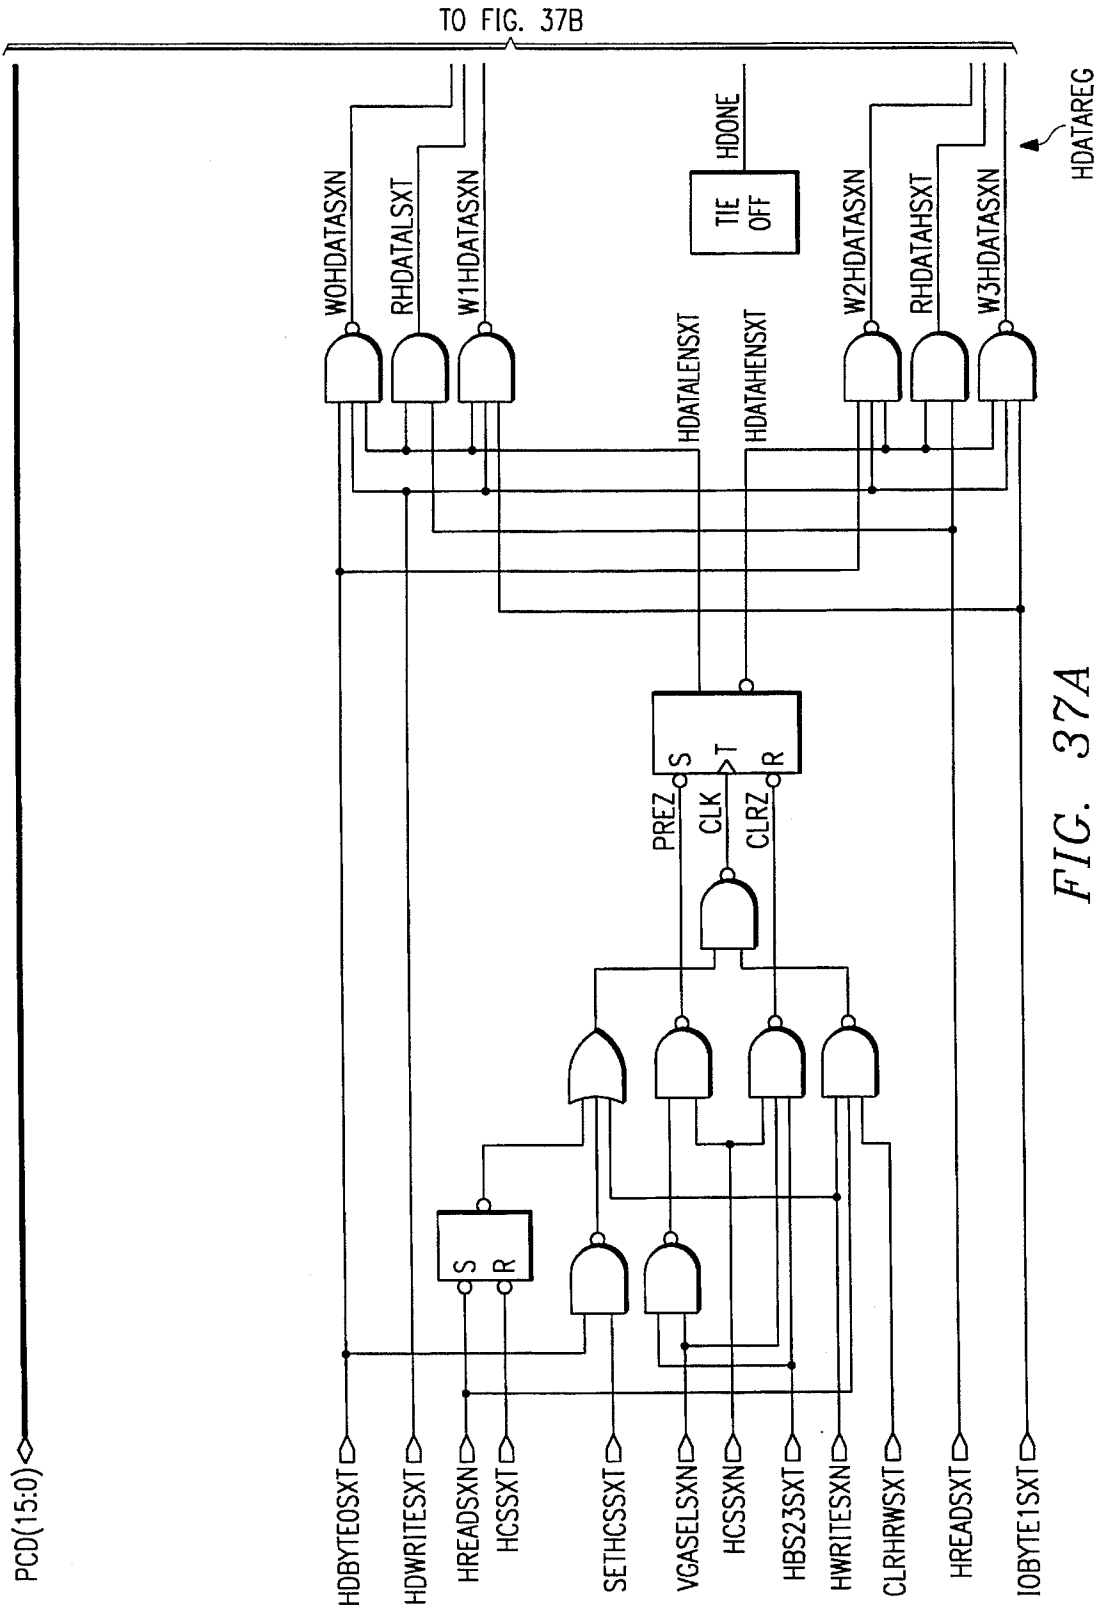 TO FIG. 37B
HDATAREG
W0HDATASXN
RHDATALSXT
W1HDATASXN
HDONE
TIE
OFF
W2HDATASXN
RHDATAHSXT
W3HDATASXN
HDATALENSXT
HDATAHENSXT
S
T
R
PREZ
CLK
CLRZ
S
R
PCD(15:0)
HDBYTE0SXT
HDWRITESXT
HREADSXN
HCSSXT
SETHCSSXT
VGASELSXN
HCSSXN
HBS23SXT
HWRITESXN
CLRHRWSXT
HREADSXT
IOBYTE1SXT
FIG. 37A